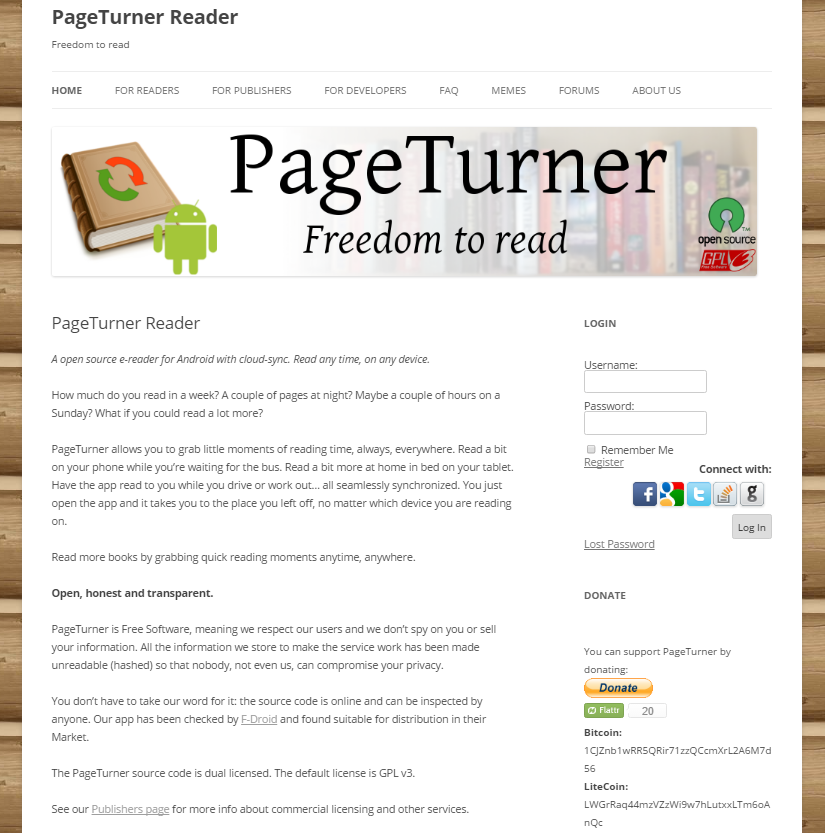 PageTurner Reader
Freedom to read
HOME FOR READERS FOR PUBLISHERS FOR DEVELOPERS FAQ MEMES FORUMS ABOUT US
PageTurner
Freedom to read
open source
TM
GPL
PageTurner Reader
A open source e-reader for Android with cloud-sync. Read any time, on any device.
How much do you read in a week? A couple of pages at night? Maybe a couple of hours on a
Sunday? What if you could read a lot more?
PageTurner allows you to grab little moments of reading time, always, everywhere. Read a bit
on your phone while you're waiting for the bus. Read a bit more at home in bed on your tablet.
Have the app read to you while you drive or work out… all seamlessly synchronized. You just
open the app and it takes you to the place you left off, no matter which device you are reading
on.
Read more books by grabbing quick reading moments anytime, anywhere.
Open, honest and transparent.
PageTurner is Free Software, meaning we respect our users and we don't spy on you or sell
your information. All the information we store to make the service work has been made
unreadable (hashed) so that nobody, not even us, can compromise your privacy.
You don't have to take our word for it: the source code is online and can be inspected by
anyone. Our app has been checked by F-Droid and found suitable for distribution in their
Market.
The PageTurner source code is dual licensed. The default license is GPL v3.
See our Publishers page for more info about commercial licensing and other services.
LOGIN
Username:
Password:
Remember Me
Register
Connect with:
Log In
Lost Password
DONATE
You can support PageTurner by
donating:
Donate
Flattr 20
Bitcoin:
1CJZnb1wRR5QRir71zzQCcmXrL2A6M7d
56
LiteCoin:
LWGrRaq44mzVZzWi9w7hLutxxLTm6oA
nQc